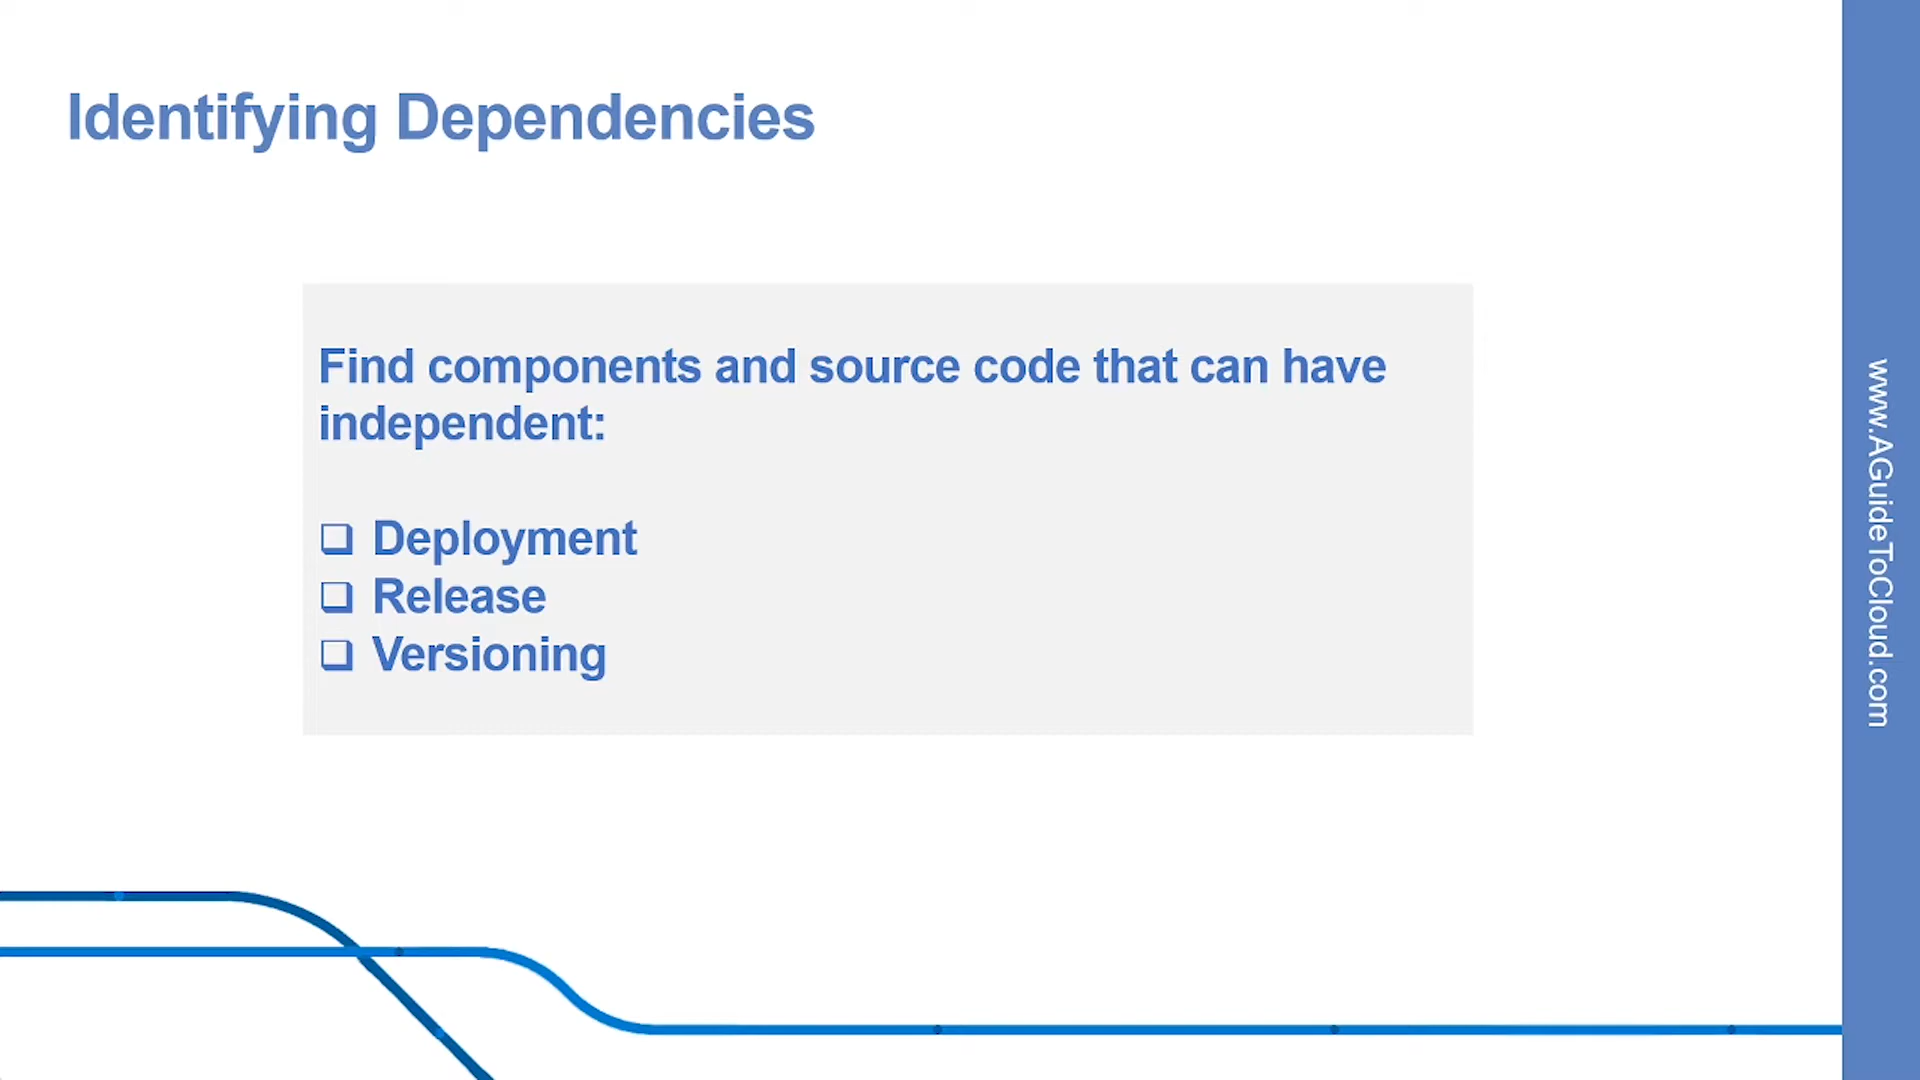 Identifying Dependencies
Find components and source code that can have
independent:
❑ Deployment
❑ Release
❑ Versioning
www.AGuideToCloud.com